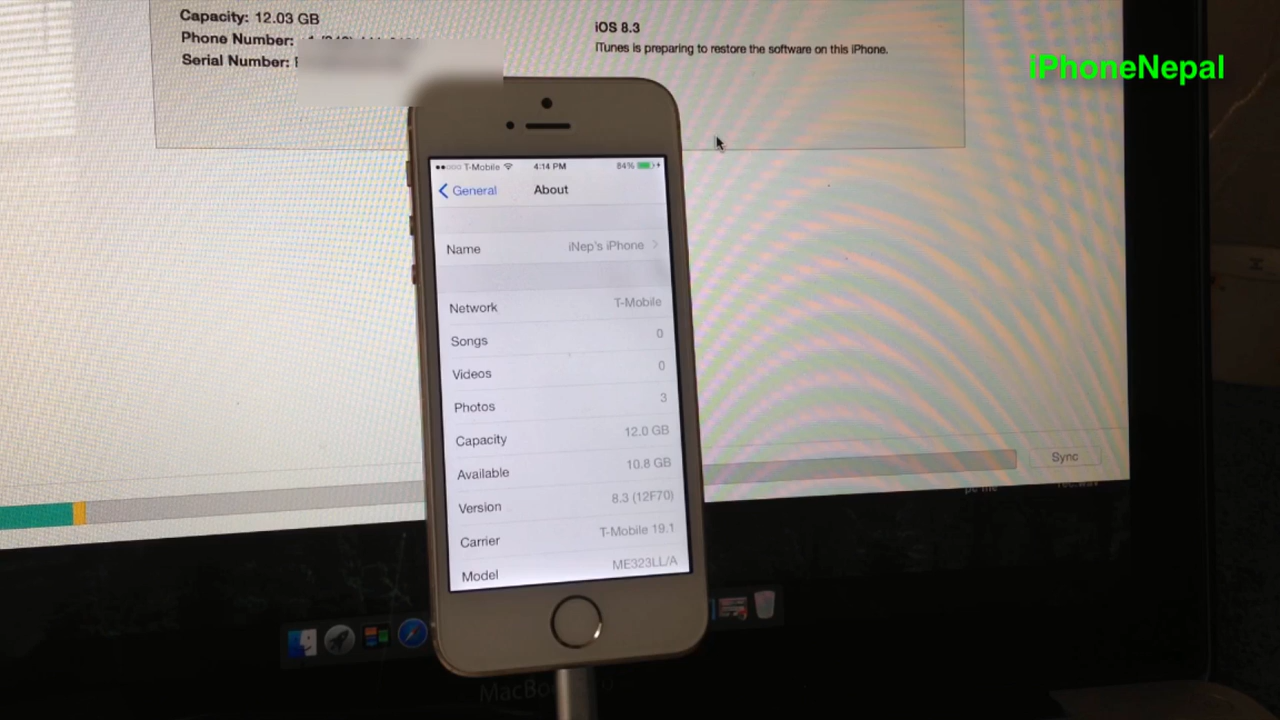 Capacity: 12.03 GB
Phone Number:
Serial Number:
iOS 8.3
iTunes is preparing to restore the software on this iPhone.
iPhoneNepal
T-Mobile 4:14 PM 84%
General About
Name iNep's iPhone
Network T-Mobile
Songs 0
Videos 0
Photos 3
Capacity 12.0 GB
Available 10.8 GB
Version 8.3 (12F70)
Carrier T-Mobile 19.1
Model ME323LL/A
Sync